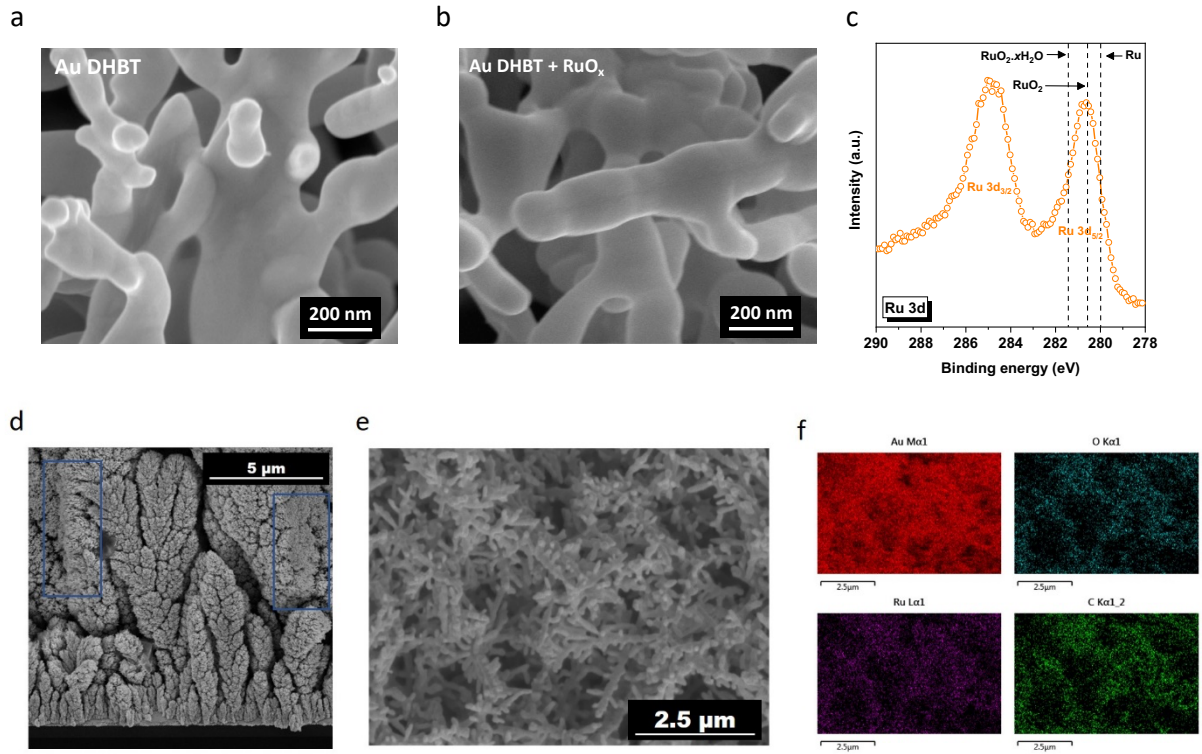 a
Au DHBT
200 nm
b
Au DHBT + RuOₓ
200 nm
c
RuO₂.xH₂O
Ru
RuO₂
Ru 3d₃/₂
Ru 3d₅/₂
Ru 3d
Intensity (a.u.)
290 288 286 284 282 280 278
Binding energy (eV)
d
5 µm
e
2.5 µm
f
Au Mα1
O Kα1
2.5µm
2.5µm
Ru Lα1
C Kα1_2
2.5µm
2.5µm